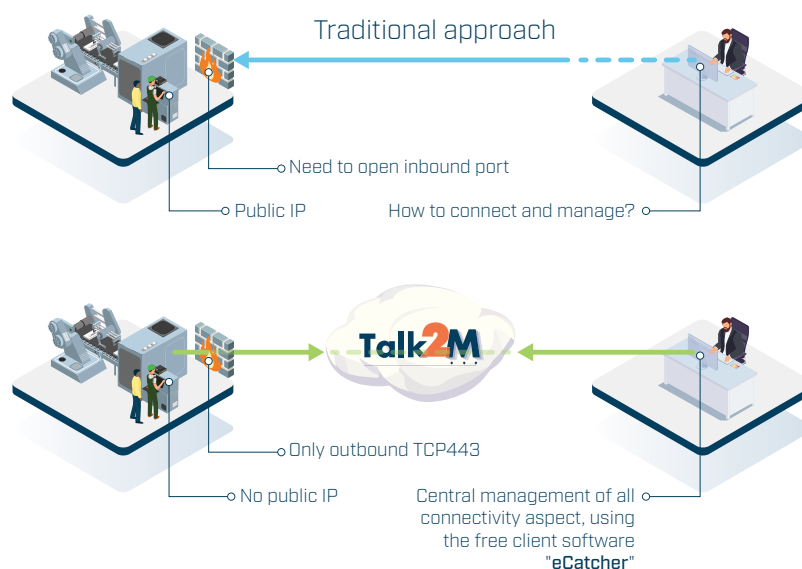 Traditional approach
Need to open inbound port
Public IP
How to connect and manage?
Talk2M
Only outbound TCP443
No public IP
Central management of all
connectivity aspect, using
the free client software
"eCatcher"